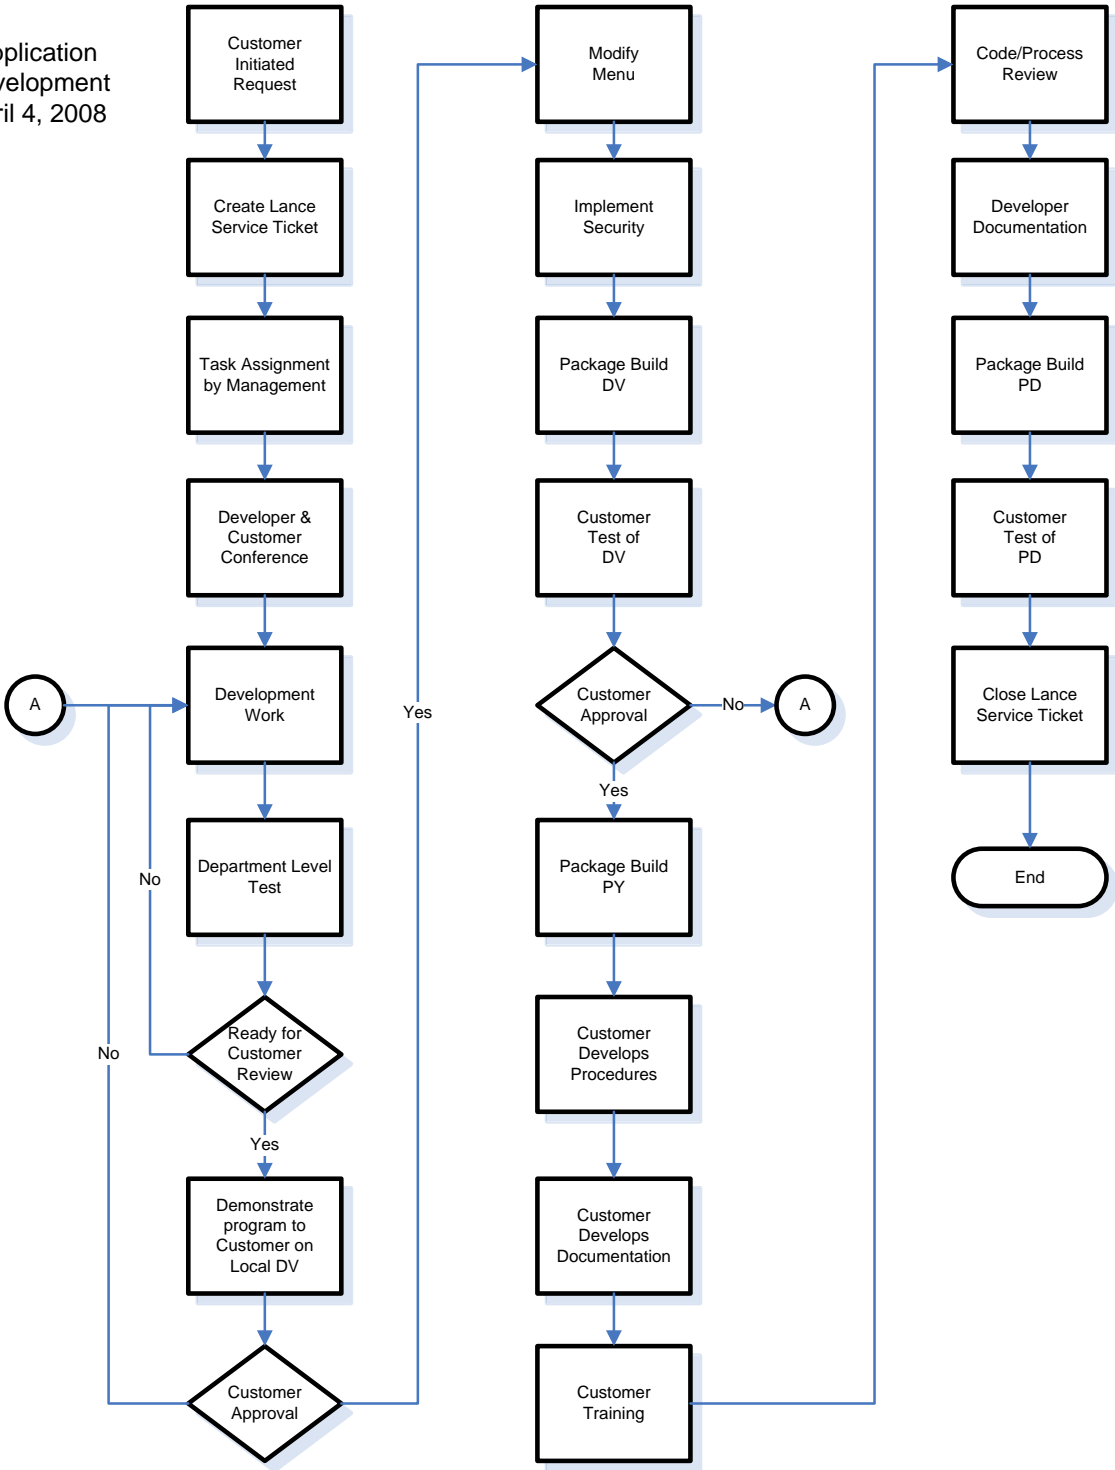 pplication
velopment
ril 4, 2008
Customer
Initiated
Request
Create Lance
Service Ticket
Task Assignment
by Management
Developer &
Customer
Conference
A
Development
Work
Department Level
Test
No
Ready for
Customer
Review
No
Yes
Demonstrate
program to
Customer on
Local DV
Customer
Approval
Yes
Modify
Menu
Implement
Security
Package Build
DV
Customer
Test of
DV
Customer
Approval
No
A
Yes
Package Build
PY
Customer
Develops
Procedures
Customer
Develops
Documentation
Customer
Training
Code/Process
Review
Developer
Documentation
Package Build
PD
Customer
Test of
PD
Close Lance
Service Ticket
End